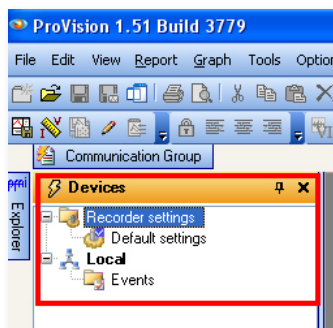 ProVision 1.51 Build 3779
File Edit View Report Graph Tools Option
Communication Group
Explorer
Devices
Recorder settings
Default settings
Local
Events